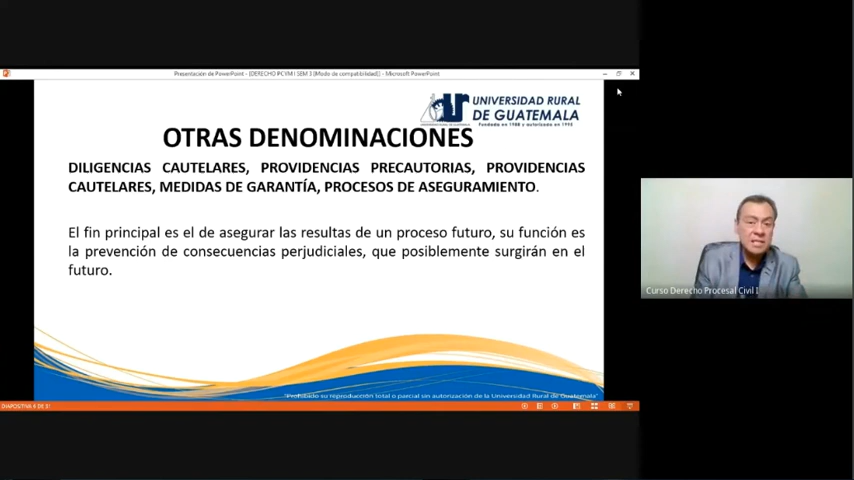 Presentación de PowerPoint - [DERECHO PCYM I SEM 3 [Modo de compatibilidad]] - Microsoft PowerPoint
UNIVERSIDAD RURAL
DE GUATEMALA
Fundada en 1988 y autorizada en 1995
OTRAS DENOMINACIONES
DILIGENCIAS CAUTELARES, PROVIDENCIAS PRECAUTORIAS, PROVIDENCIAS
CAUTELARES, MEDIDAS DE GARANTÍA, PROCESOS DE ASEGURAMIENTO.
El fin principal es el de asegurar las resultas de un proceso futuro, su función es
la prevención de consecuencias perjudiciales, que posiblemente surgirán en el
futuro.
Curso Derecho Procesal Civil I
"Prohibido su reproducción total o parcial sin autorización de la Universidad Rural de Guatemala"